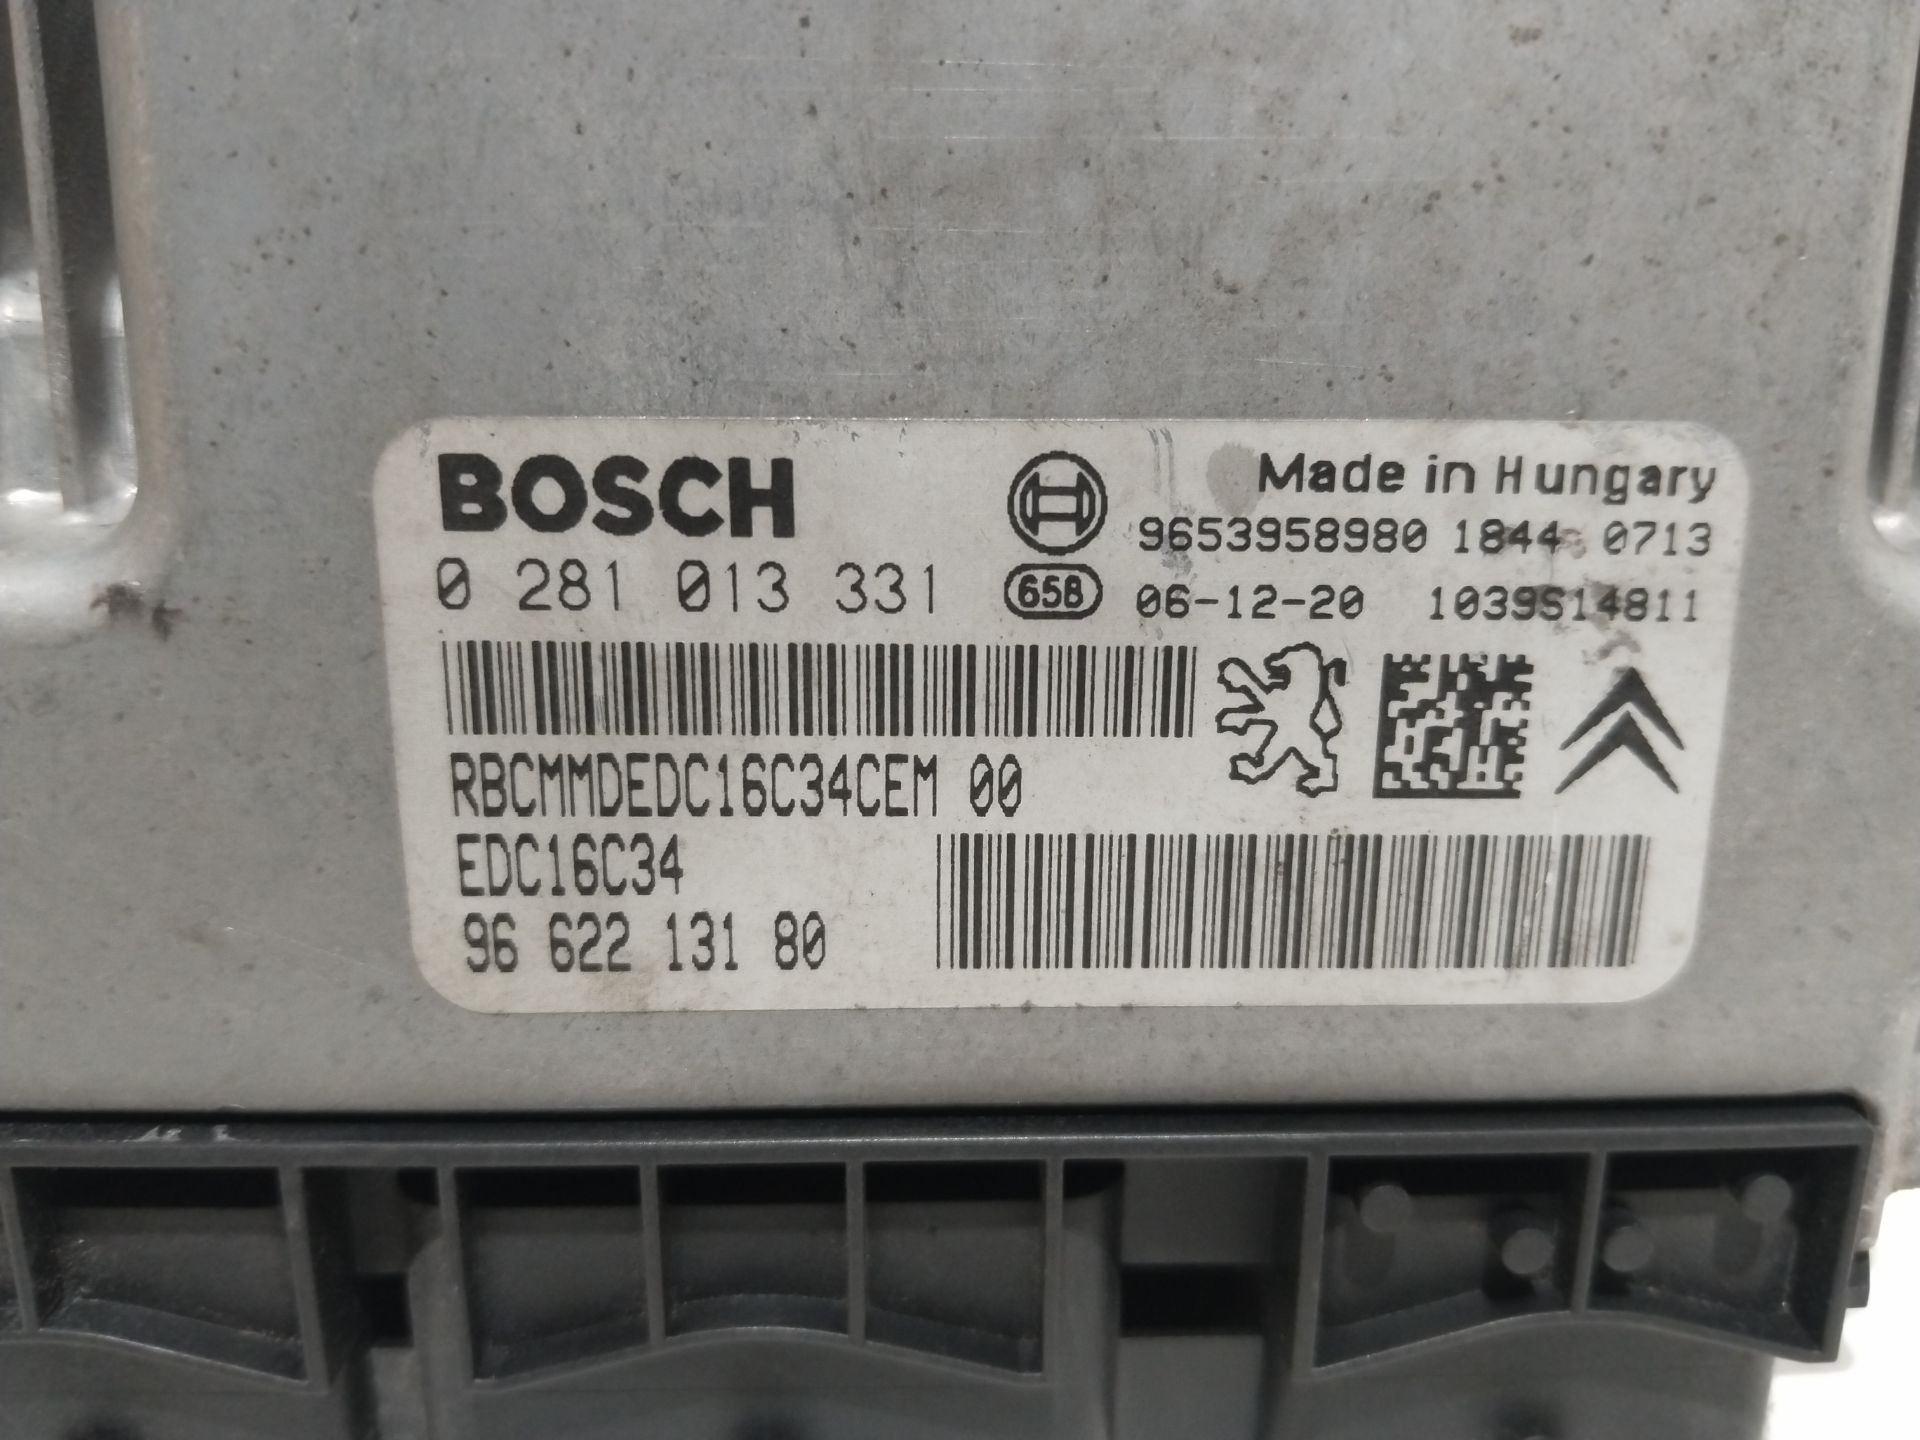 BOSCH
Made in Hungary
9653958980 1844 0713
0 281 013 331
658
06-12-20 1039S14811
RBCMMDEDC16C34CEM 00
EDC16C34
96 622 131 80